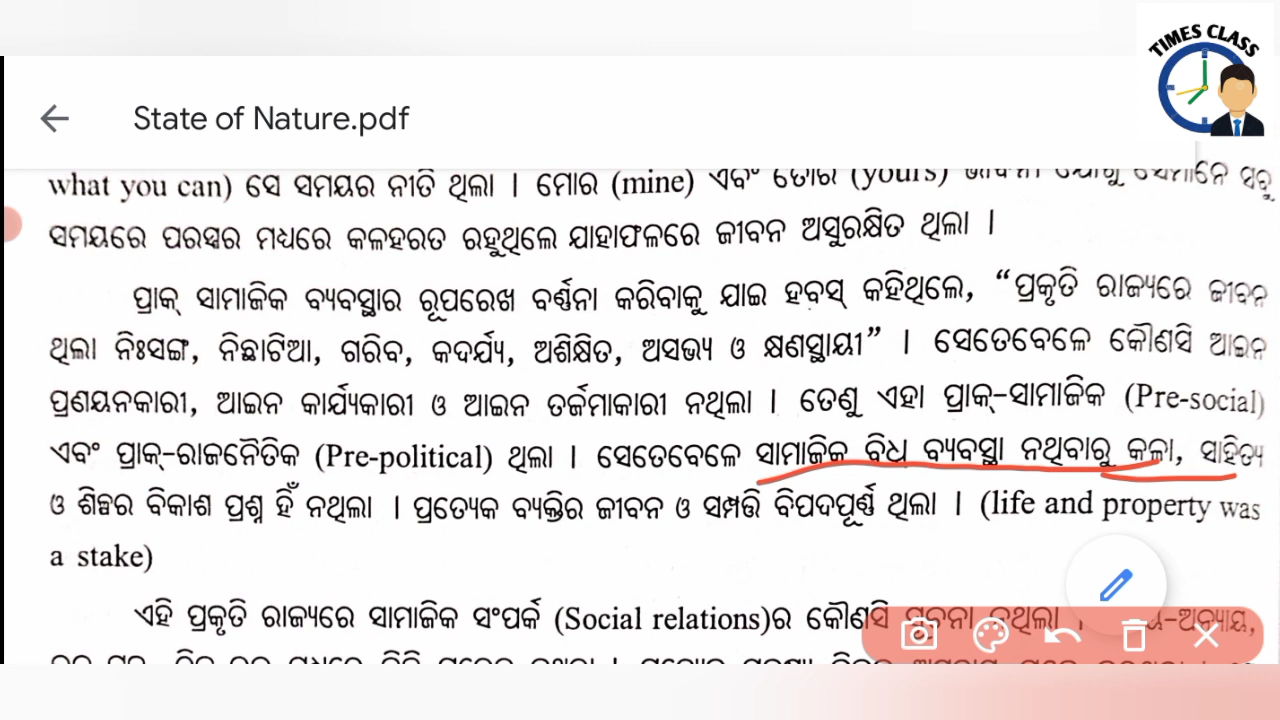 TIMES CLASS
State of Nature.pdf
what you can) ସେ ସମୟର ନୀତି ଥିଲା । ମୋର (mine) ଏବଂ ତୋର (yours) ଭାବନା ଯୋଗୁ ସେମାନେ ସବୁ
ସମୟରେ ପରସ୍ପର ମଧ୍ୟରେ କଳହରତ ରହୁଥିଲେ ଯାହାଫଳରେ ଜୀବନ ଅସୁରକ୍ଷିତ ଥିଲା ।
ପ୍ରାକ୍ ସାମାଜିକ ବ୍ୟବସ୍ଥାର ରୂପରେଖ ବର୍ଣ୍ଣନା କରିବାକୁ ଯାଇ ହବସ୍ କହିଥିଲେ, “ପ୍ରକୃତି ରାଜ୍ୟରେ ଜୀବନ
ଥିଲା ନିଃସଙ୍ଗ, ନିଛାଟିଆ, ଗରିବ, କଦର୍ଯ୍ୟ, ଅଶିକ୍ଷିତ, ଅସଭ୍ୟ ଓ କ୍ଷଣସ୍ଥାୟୀ” । ସେତେବେଳେ କୌଣସି ଆଇନ
ପ୍ରଣୟନକାରୀ, ଆଇନ କାର୍ଯ୍ୟକାରୀ ଓ ଆଇନ ତର୍ଜମାକାରୀ ନଥିଲା । ତେଣୁ ଏହା ପ୍ରାକ୍-ସାମାଜିକ (Pre-social)
ଏବଂ ପ୍ରାକ୍-ରାଜନୈତିକ (Pre-political) ଥିଲା । ସେତେବେଳେ ସାମାଜିକ ବିଧି ବ୍ୟବସ୍ଥା ନଥିବାରୁ କଳା, ସାହିତ୍ୟ
ଓ ଶିଳ୍ପର ବିକାଶ ପ୍ରଶ୍ନ ହିଁ ନଥିଲା । ପ୍ରତ୍ୟେକ ବ୍ୟକ୍ତିର ଜୀବନ ଓ ସମ୍ପତ୍ତି ବିପଦପୂର୍ଣ୍ଣ ଥିଲା । (life and property was
a stake)
ଏହି ପ୍ରକୃତି ରାଜ୍ୟରେ ସାମାଜିକ ସଂପର୍କ (Social relations)ର କୌଣସି ସୂଚନା ନଥିଲା ।